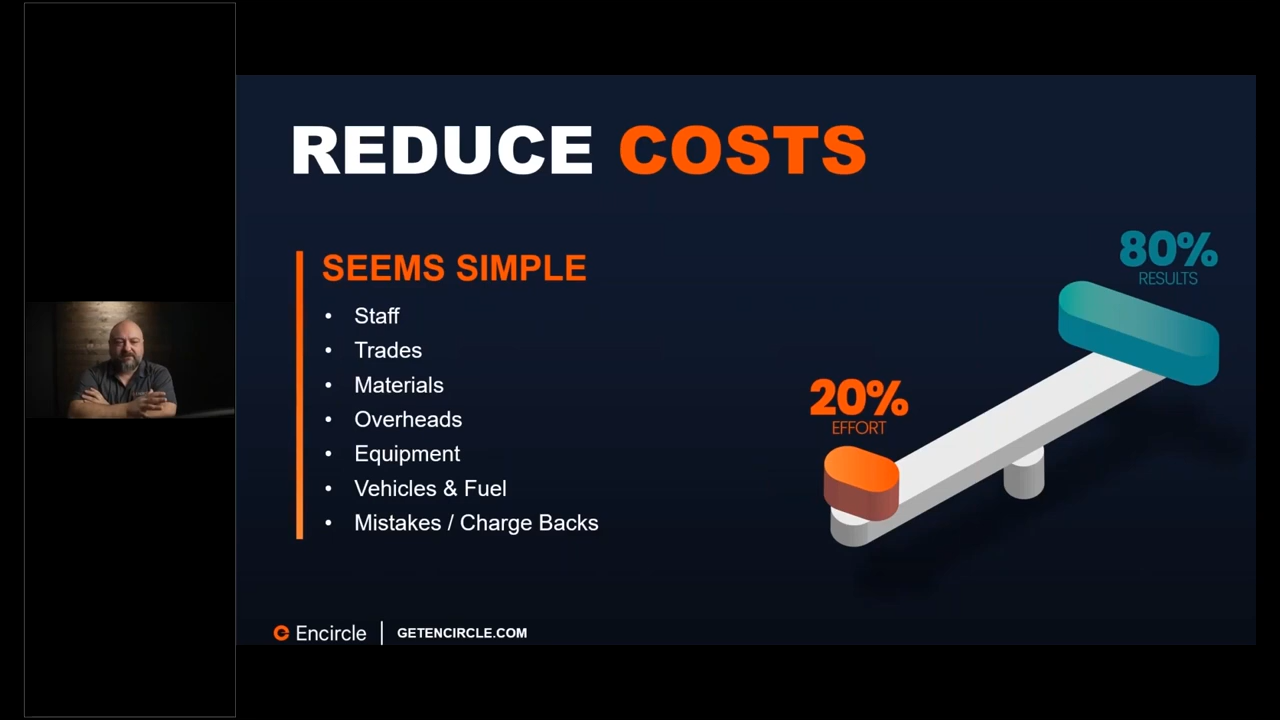 REDUCE COSTS
SEEMS SIMPLE
• Staff
• Trades
• Materials
• Overheads
• Equipment
• Vehicles & Fuel
• Mistakes / Charge Backs
80%
RESULTS
20%
EFFORT
Encircle | GETENCIRCLE.COM